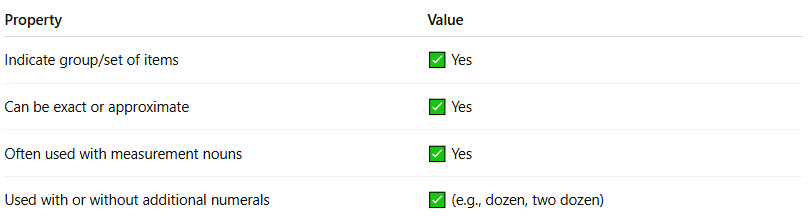 Property Value
Indicate group/set of items ✅ Yes
Can be exact or approximate ✅ Yes
Often used with measurement nouns ✅ Yes
Used with or without additional numerals ✅ (e.g., dozen, two dozen)